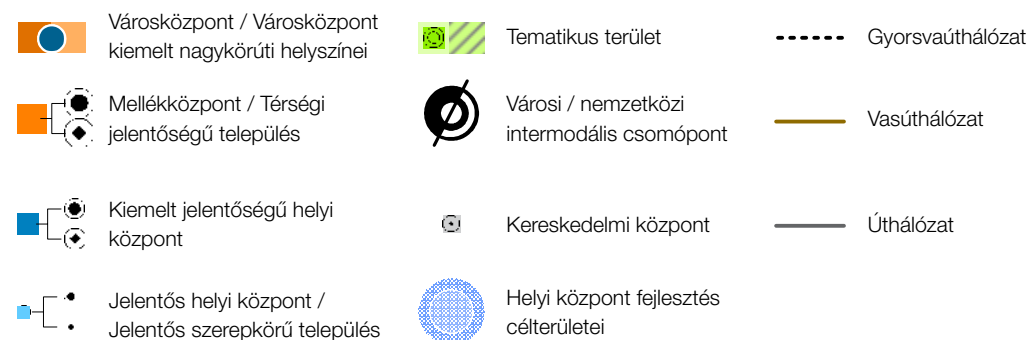 Városközpont / Városközpont
kiemelt nagykörúti helyszínei
Mellékközpont / Térségi
jelentőségű település
Kiemelt jelentőségű helyi
központ
Jelentős helyi központ /
Jelentős szerepkörű település
Tematikus terület
Városi / nemzetközi
intermodális csomópont
Kereskedelmi központ
Helyi központ fejlesztés
célterületei
Gyorsvaúthálózat
Vasúthálózat
Úthálózat